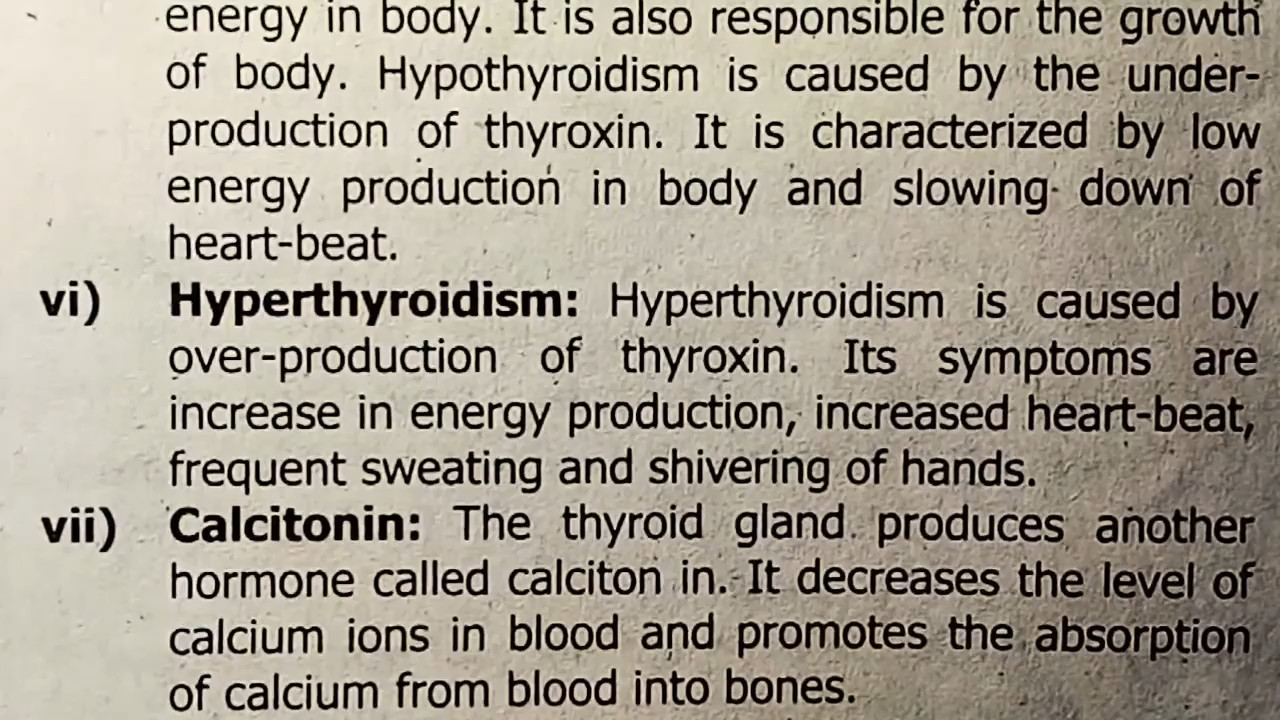 energy in body. It is also responsible for the growth
of body. Hypothyroidism is caused by the under-
production of thyroxin. It is characterized by low
energy production in body and slowing down of
heart-beat.
vi) Hyperthyroidism: Hyperthyroidism is caused by
over-production of thyroxin. Its symptoms are
increase in energy production, increased heart-beat,
frequent sweating and shivering of hands.
vii) Calcitonin: The thyroid gland produces another
hormone called calciton in. It decreases the level of
calcium ions in blood and promotes the absorption
of calcium from blood into bones.